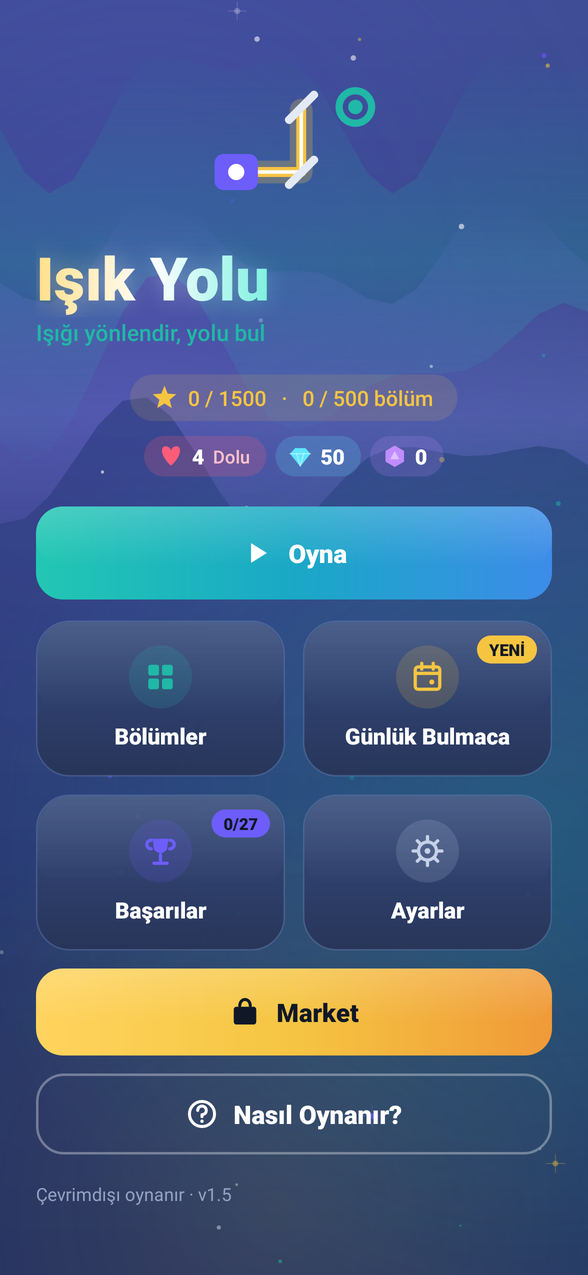 Işık Yolu
Işığı yönlendir, yolu bul
0 / 1500 · 0 / 500 bölüm
4 Dolu 50 0
Oyna
Bölümler
YENİ
Günlük Bulmaca
0/27
Başarılar
Ayarlar
Market
Nasıl Oynanır?
Çevrimdışı oynanır · v1.5